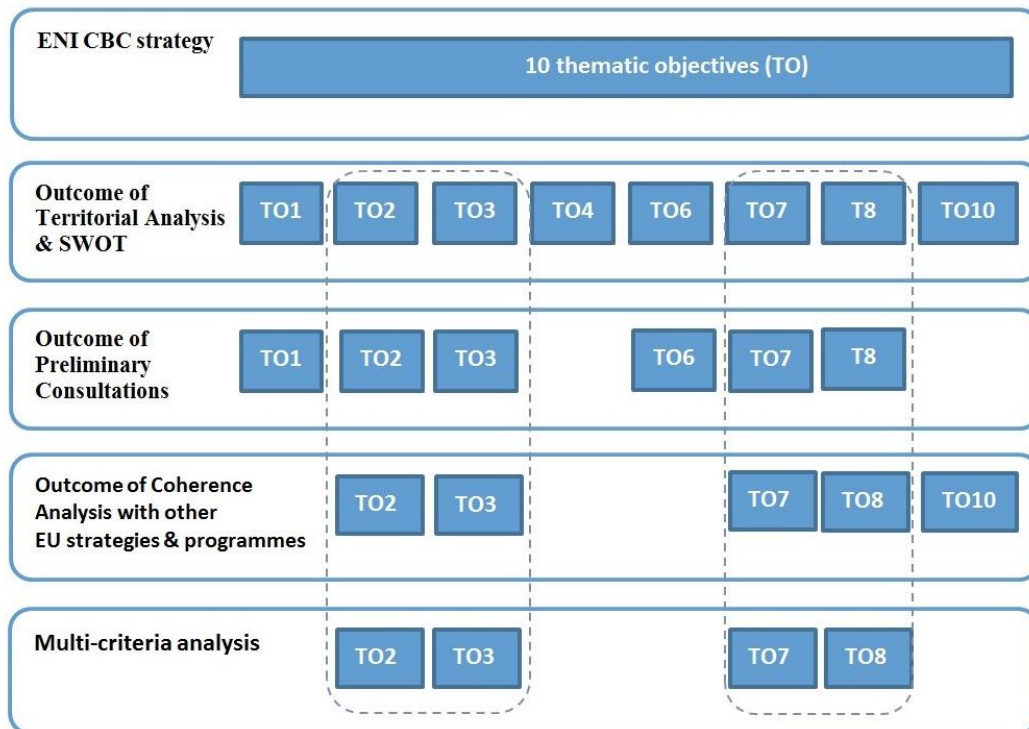 ENI CBC strategy
10 thematic objectives (TO)
Outcome of
Territorial Analysis
& SWOT
TO1 TO2 TO3 TO4 TO6 TO7 T8 TO10
Outcome of
Preliminary
Consultations
TO1 TO2 TO3 TO6 TO7 T8
Outcome of Coherence
Analysis with other
EU strategies & programmes
TO2 TO3 TO7 TO8 TO10
Multi-criteria analysis
TO2 TO3 TO7 TO8